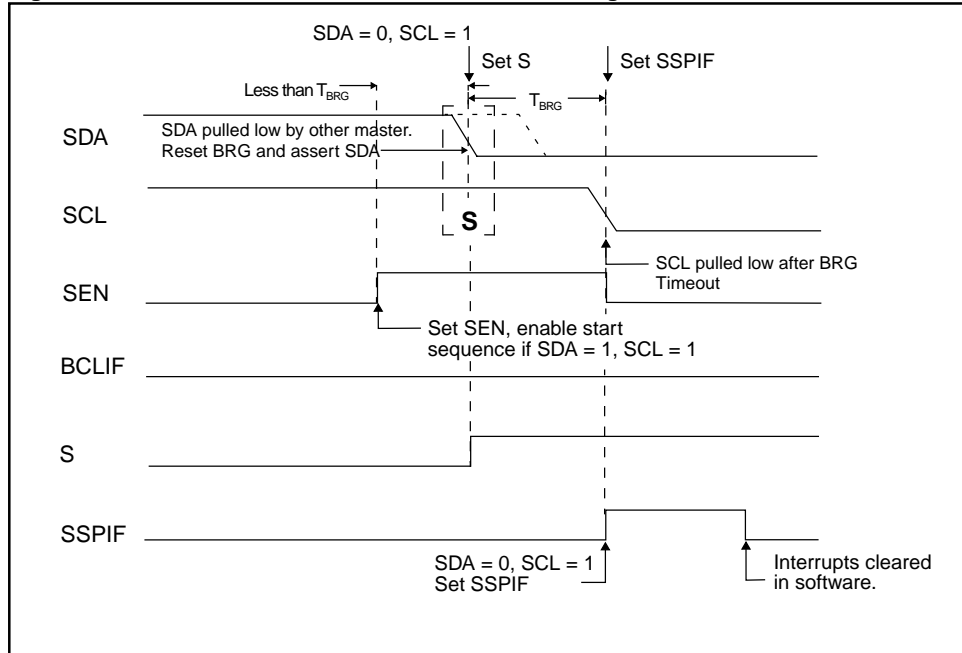 SDA = 0, SCL = 1
Set S
Set SSPIF
Less than TBRG
TBRG
SDA
SDA pulled low by other master.
Reset BRG and assert SDA
SCL
S
SCL pulled low after BRG
Timeout
SEN
Set SEN, enable start
sequence if SDA = 1, SCL = 1
BCLIF
S
SSPIF
SDA = 0, SCL = 1
Set SSPIF
Interrupts cleared
in software.